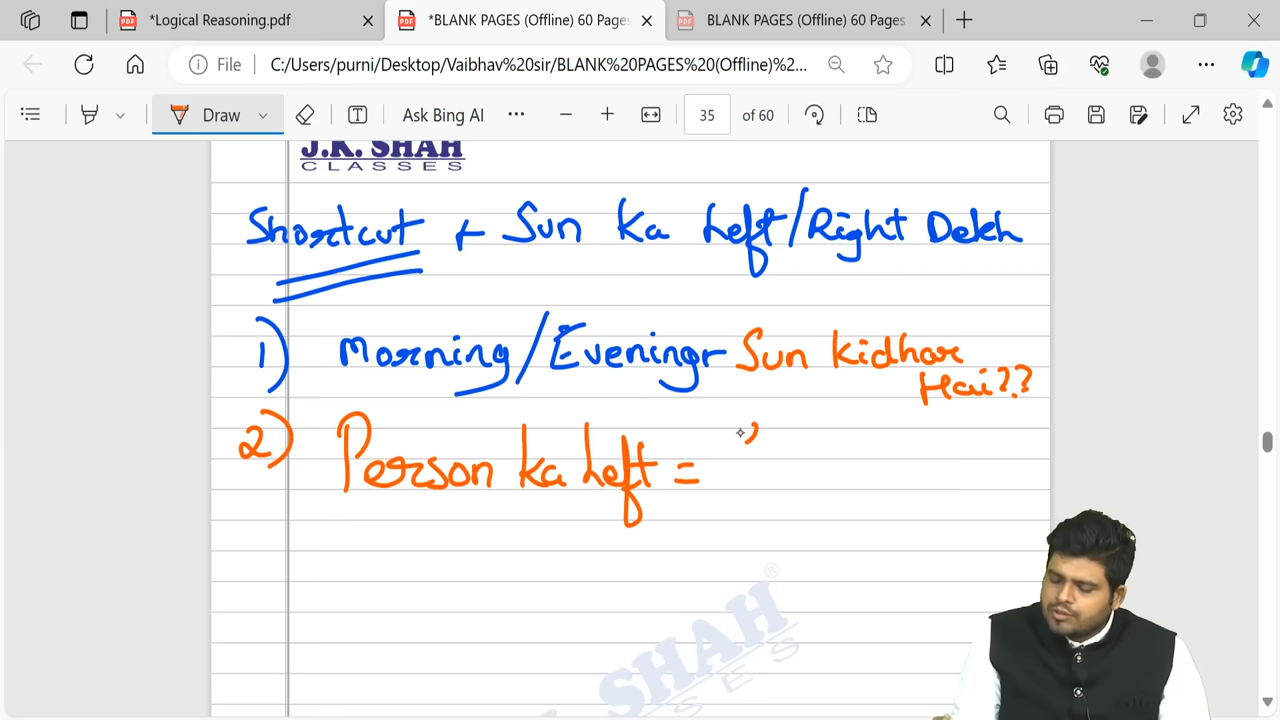 *Logical Reasoning.pdf
*BLANK PAGES (Offline) 60 Pages
BLANK PAGES (Offline) 60 Pages
File
C:/Users/purni/Desktop/Vaibhav%20sir/BLANK%20PAGES%20(Offline)%2...
Draw
Ask Bing AI
35 of 60
J.K. SHAH
CLASSES
Shortcut Sun ka Left/Right Dekh
1) Morning/Evening Sun kidhar
Hai??
2) Person ka Left =
SHAH
ES